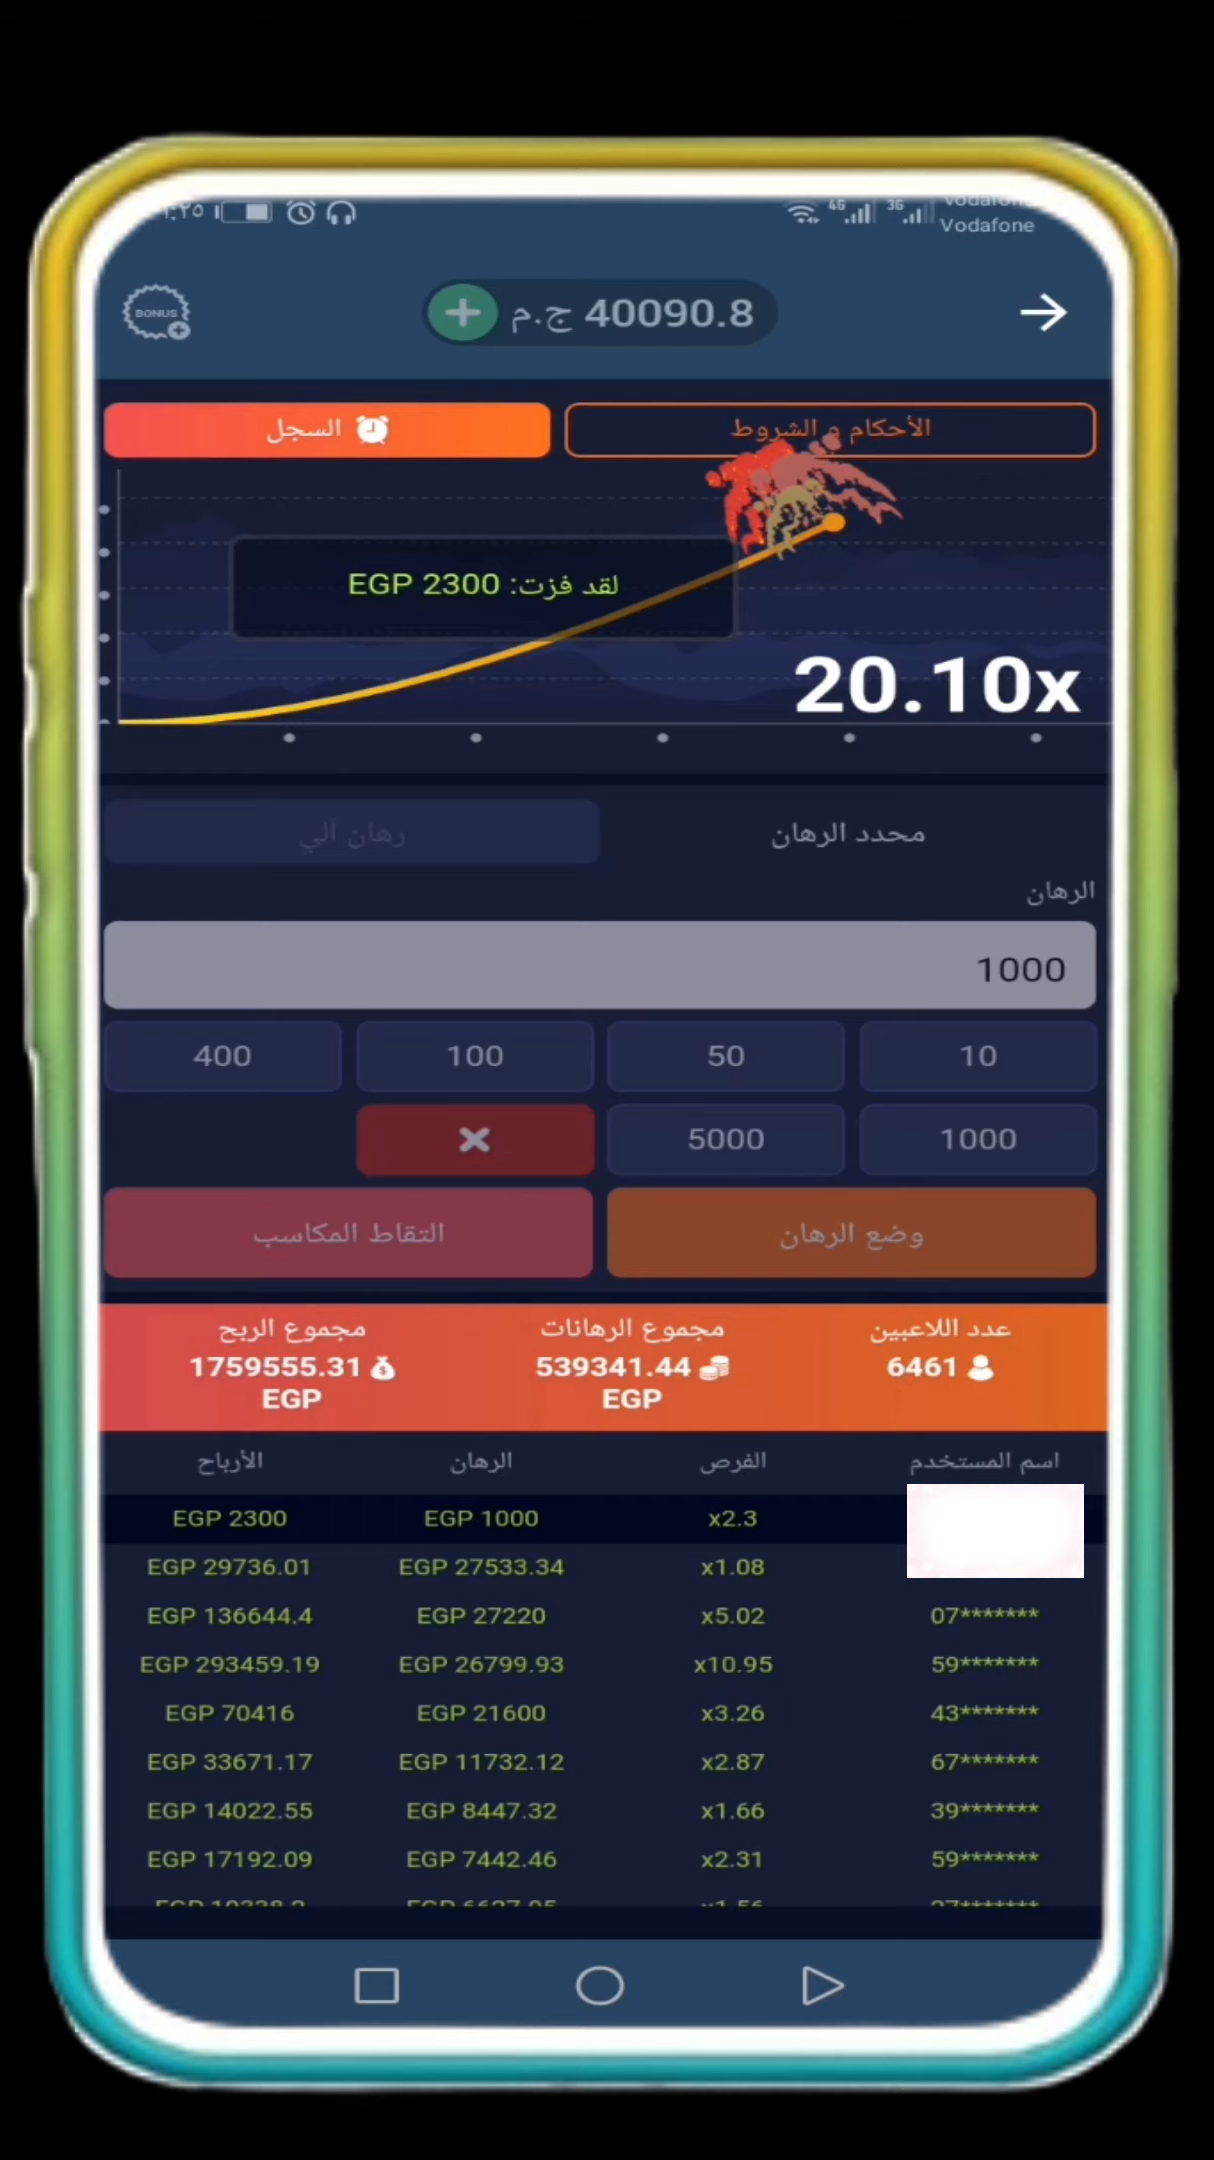 Vodafone
BONUS
40090.8 ج.م
الأحكام و الشروط
السجل
لقد فزت: 2300 EGP
20.10x
محدد الرهان
رهان آلي
الرهان
1000
10
50
100
400
1000
5000
وضع الرهان
التقاط المكاسب
عدد اللاعبين
6461
مجموع الرهانات
539341.44
EGP
مجموع الربح
1759555.31
EGP
اسم المستخدم الفرص الرهان الأرباح
x2.3 EGP 1000 EGP 2300
x1.08 EGP 27533.34 EGP 29736.01
07******* x5.02 EGP 27220 EGP 136644.4
59******* x10.95 EGP 26799.93 EGP 293459.19
43******* x3.26 EGP 21600 EGP 70416
67******* x2.87 EGP 11732.12 EGP 33671.17
39******* x1.66 EGP 8447.32 EGP 14022.55
59******* x2.31 EGP 7442.46 EGP 17192.09